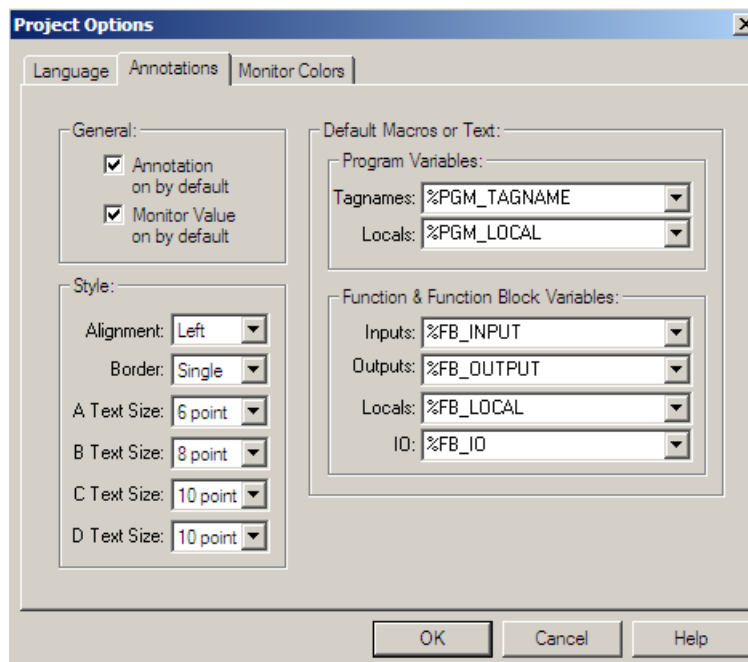 Project Options
Language Annotations Monitor Colors
General:
Annotation
on by default
Monitor Value
on by default
Style:
Alignment: Left
Border: Single
A Text Size: 6 point
B Text Size: 8 point
C Text Size: 10 point
D Text Size: 10 point
Default Macros or Text:
Program Variables:
Tagnames: %PGM_TAGNAME
Locals: %PGM_LOCAL
Function & Function Block Variables:
Inputs: %FB_INPUT
Outputs: %FB_OUTPUT
Locals: %FB_LOCAL
IO: %FB_IO
OK Cancel Help